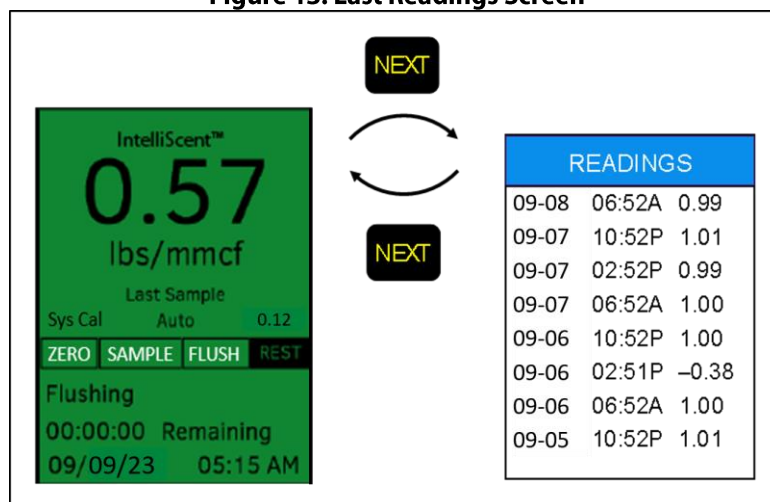 Figure 15. Last Readings Screen
NEXT
IntelliScent™
0.57
lbs/mmcf
Last Sample
Sys Cal Auto 0.12
ZERO SAMPLE FLUSH REST
Flushing
00:00:00 Remaining
09/09/23 05:15 AM
NEXT
READINGS
09-08 06:52A 0.99
09-07 10:52P 1.01
09-07 02:52P 0.99
09-07 06:52A 1.00
09-06 10:52P 1.00
09-06 02:51P –0.38
09-06 06:52A 1.00
09-05 10:52P 1.01